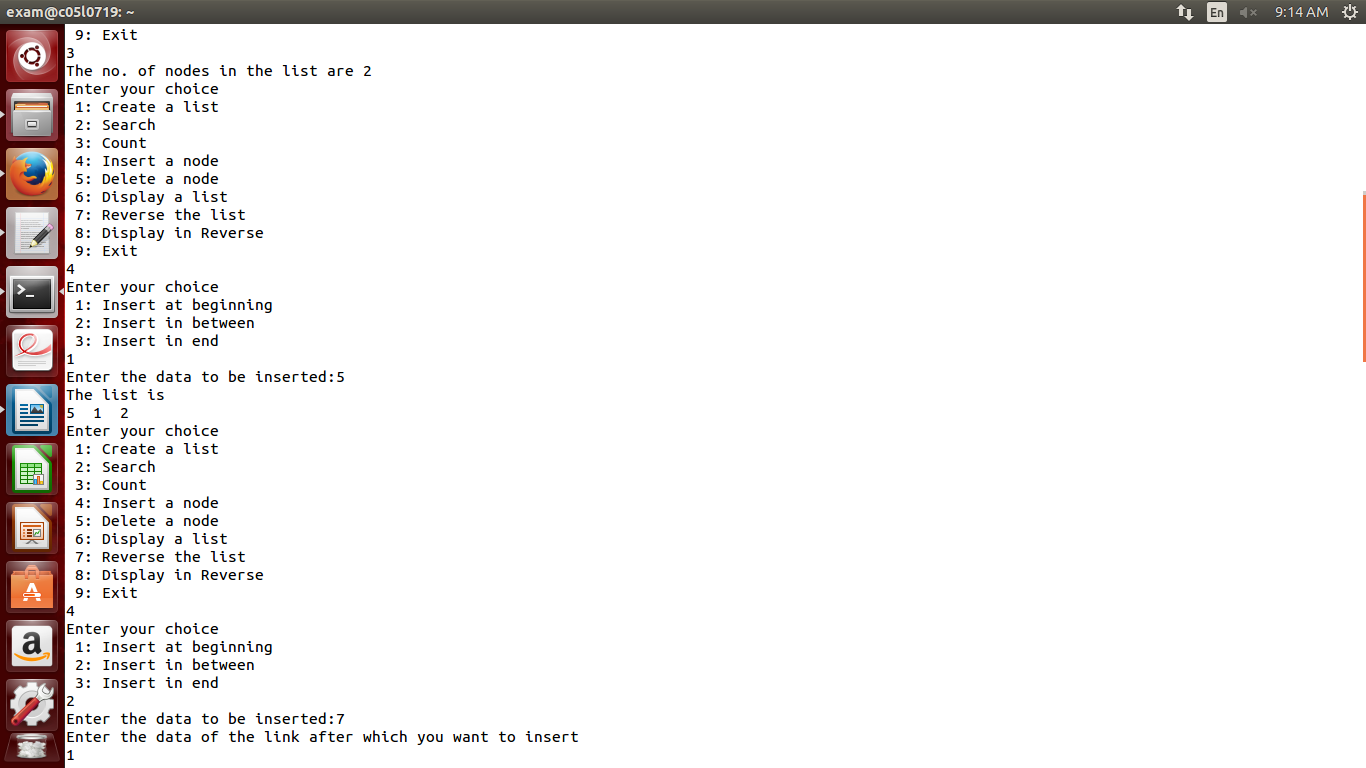 exam@c05l0719: ~
En
9:14 AM
9: Exit
3
The no. of nodes in the list are 2
Enter your choice
1: Create a list
2: Search
3: Count
4: Insert a node
5: Delete a node
6: Display a list
7: Reverse the list
8: Display in Reverse
9: Exit
4
Enter your choice
1: Insert at beginning
2: Insert in between
3: Insert in end
1
Enter the data to be inserted:5
The list is
5  1  2
Enter your choice
1: Create a list
2: Search
3: Count
4: Insert a node
5: Delete a node
6: Display a list
7: Reverse the list
8: Display in Reverse
9: Exit
4
Enter your choice
1: Insert at beginning
2: Insert in between
3: Insert in end
2
Enter the data to be inserted:7
Enter the data of the link after which you want to insert
1